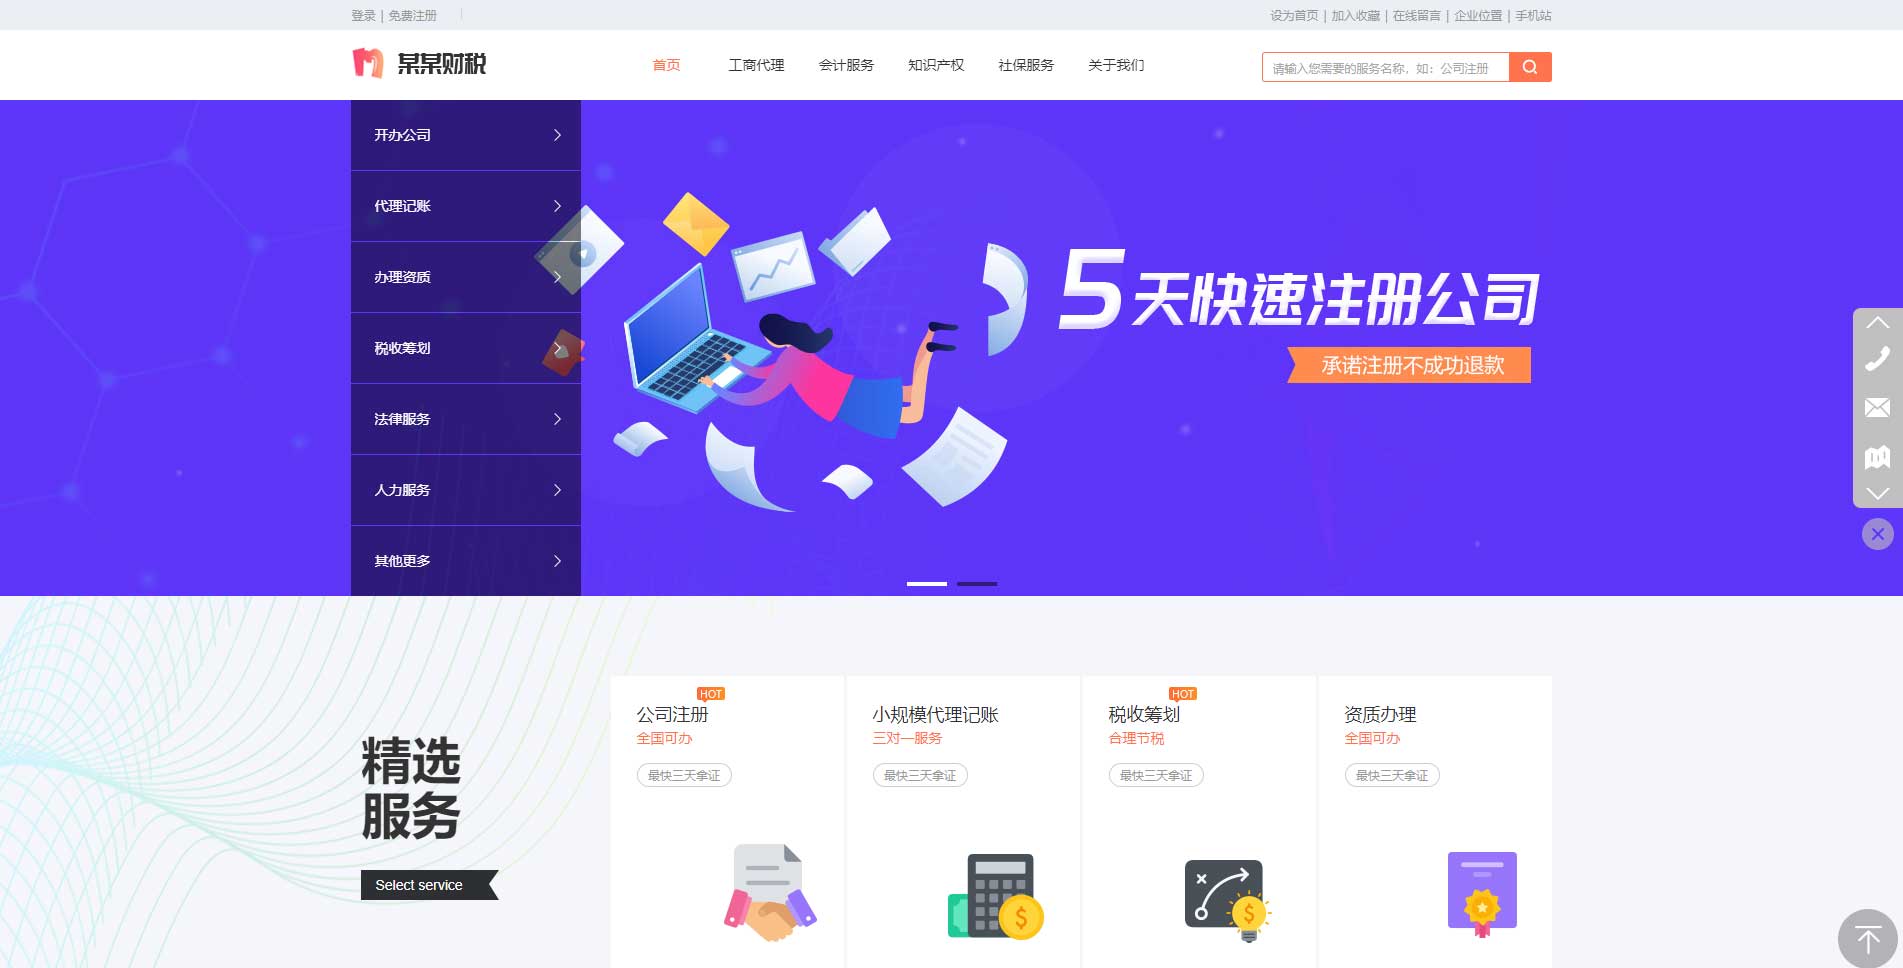 登录 | 免费注册
设为首页 | 加入收藏 | 在线留言 | 企业位置 | 手机站
某某财税
首页 工商代理 会计服务 知识产权 社保服务 关于我们
请输入您需要的服务名称，如：公司注册
开办公司
代理记账
办理资质
税收筹划
法律服务
人力服务
其他更多
5天快速注册公司
承诺注册不成功退款
精选
服务
Select service
HOT
公司注册
全国可办
最快三天拿证
小规模代理记账
三对一服务
最快三天拿证
HOT
税收筹划
合理节税
最快三天拿证
资质办理
全国可办
最快三天拿证